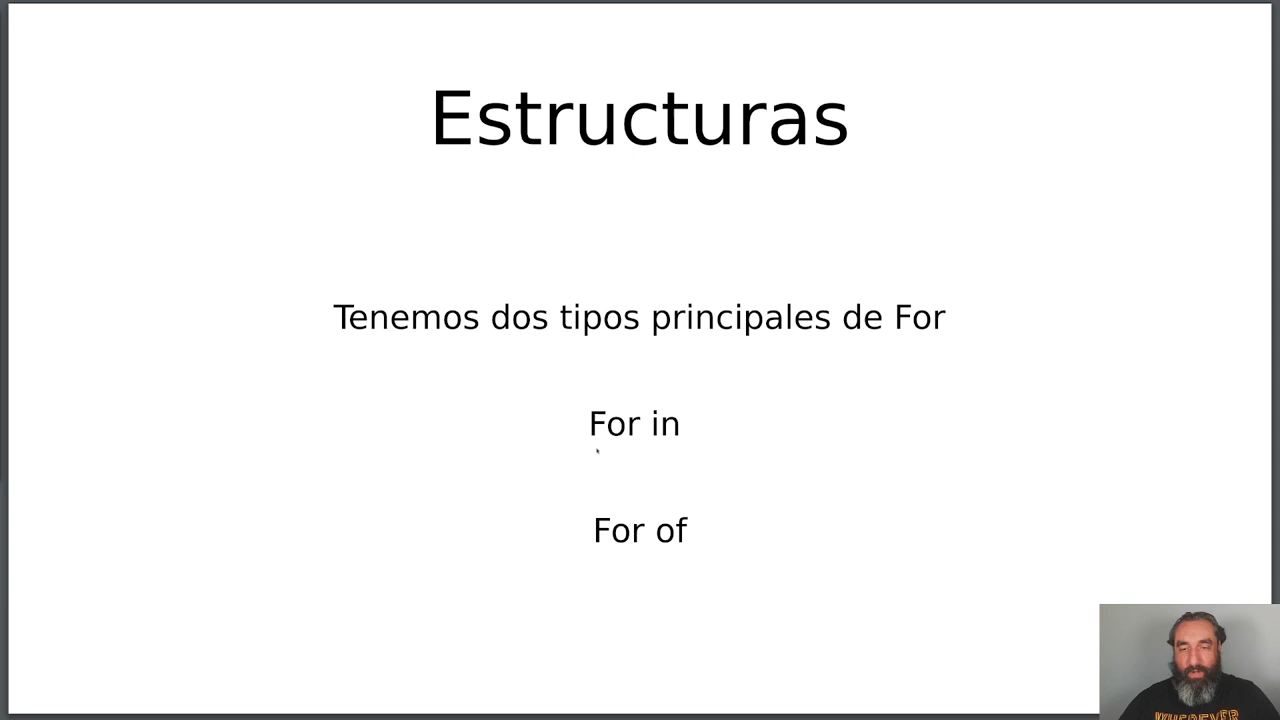 Estructuras
Tenemos dos tipos principales de For
For in
For of